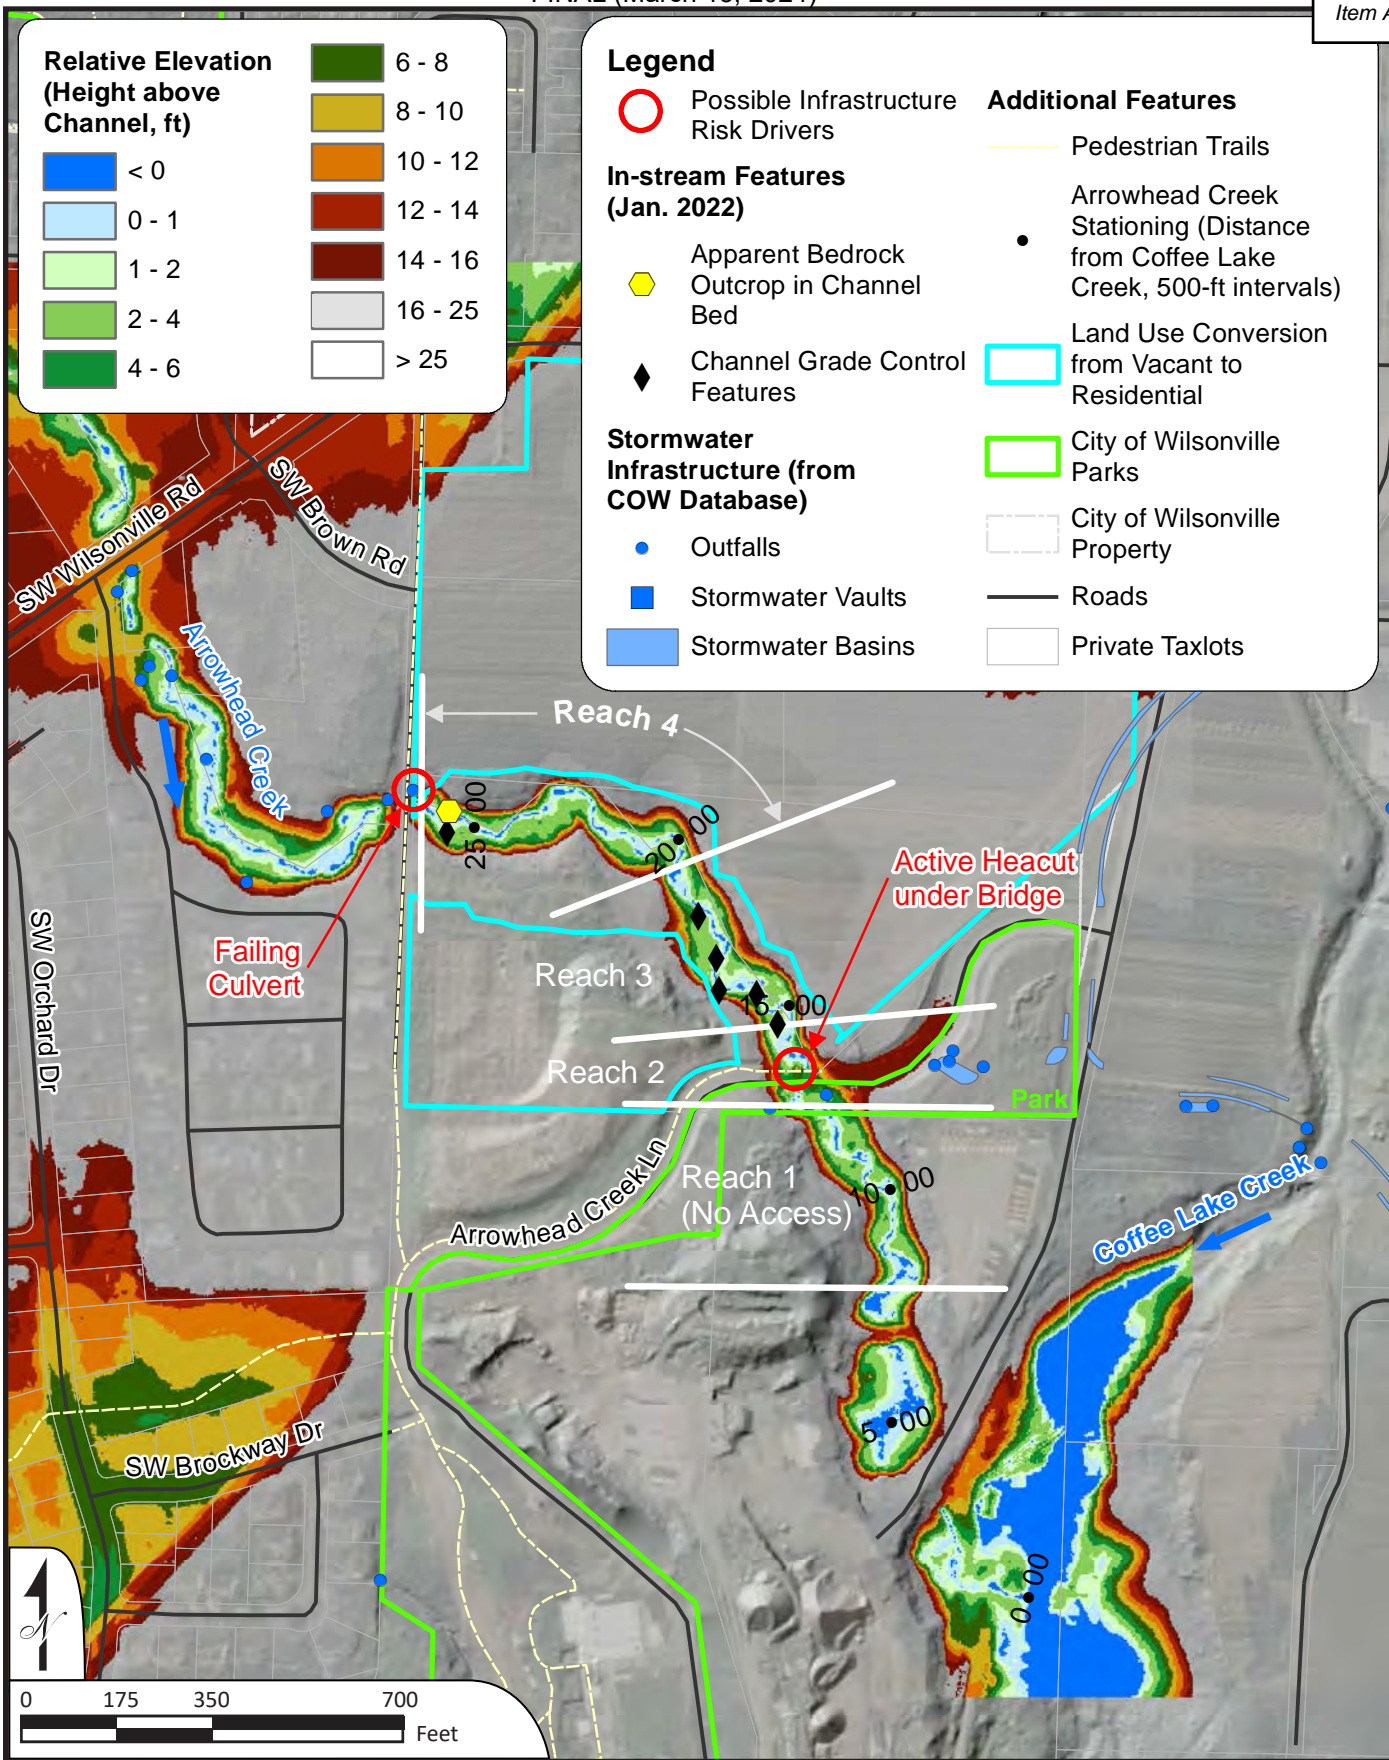 FINAL (March 18, 2024)
Item A
Relative Elevation
(Height above
Channel, ft)
< 0
0 - 1
1 - 2
2 - 4
4 - 6
6 - 8
8 - 10
10 - 12
12 - 14
14 - 16
16 - 25
> 25
Legend
Possible Infrastructure
Risk Drivers
In-stream Features
(Jan. 2022)
Apparent Bedrock
Outcrop in Channel
Bed
Channel Grade Control
Features
Stormwater
Infrastructure (from
COW Database)
Outfalls
Stormwater Vaults
Stormwater Basins
Additional Features
Pedestrian Trails
Arrowhead Creek
Stationing (Distance
from Coffee Lake
Creek, 500-ft intervals)
Land Use Conversion
from Vacant to
Residential
City of Wilsonville
Parks
City of Wilsonville
Property
Roads
Private Taxlots
SW Wilsonville Rd
SW Brown Rd
Arrowhead Creek
Reach 4
25 00
20 00
Active Heacut
under Bridge
SW Orchard Dr
Failing
Culvert
Reach 3
15 00
Reach 2
Park
Reach 1
(No Access)
10 00
Arrowhead Creek Ln
Coffee Lake Creek
5 00
SW Brockway Dr
0 00
N
0 175 350 700
Feet